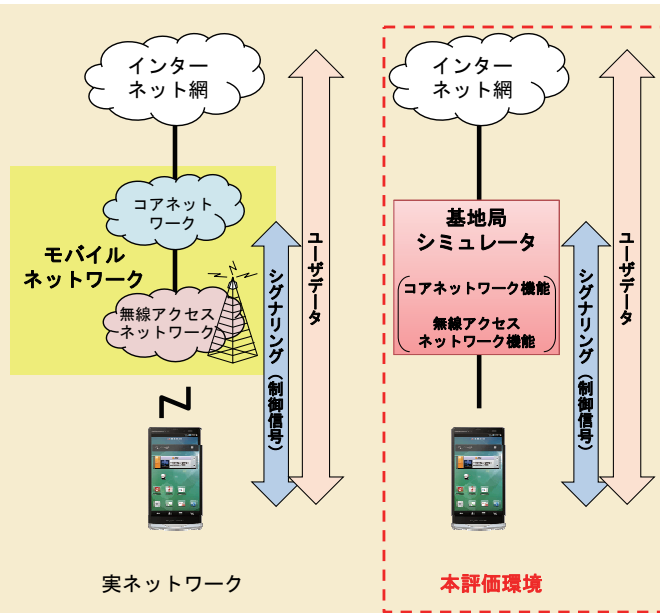 インター
ネット網
コアネット
ワーク
モバイル
ネットワーク
無線アクセス
ネットワーク
シグナリング（制御信号）
ユーザデータ
実ネットワーク
インター
ネット網
基地局
シミュレータ
コアネットワーク機能
無線アクセス
ネットワーク機能
シグナリング（制御信号）
ユーザデータ
本評価環境